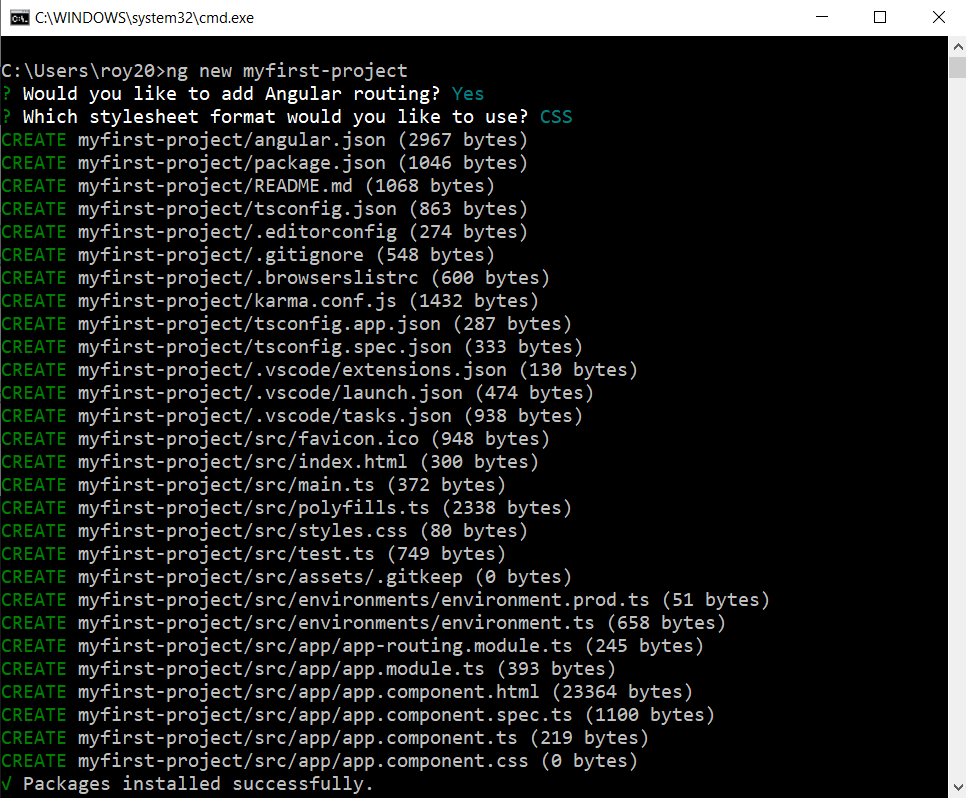 C:\WINDOWS\system32\cmd.exe
C:\Users\roy20>ng new myfirst-project
? Would you like to add Angular routing? Yes
? Which stylesheet format would you like to use? CSS
CREATE myfirst-project/angular.json (2967 bytes)
CREATE myfirst-project/package.json (1046 bytes)
CREATE myfirst-project/README.md (1068 bytes)
CREATE myfirst-project/tsconfig.json (863 bytes)
CREATE myfirst-project/.editorconfig (274 bytes)
CREATE myfirst-project/.gitignore (548 bytes)
CREATE myfirst-project/.browserslistrc (600 bytes)
CREATE myfirst-project/karma.conf.js (1432 bytes)
CREATE myfirst-project/tsconfig.app.json (287 bytes)
CREATE myfirst-project/tsconfig.spec.json (333 bytes)
CREATE myfirst-project/.vscode/extensions.json (130 bytes)
CREATE myfirst-project/.vscode/launch.json (474 bytes)
CREATE myfirst-project/.vscode/tasks.json (938 bytes)
CREATE myfirst-project/src/favicon.ico (948 bytes)
CREATE myfirst-project/src/index.html (300 bytes)
CREATE myfirst-project/src/main.ts (372 bytes)
CREATE myfirst-project/src/polyfills.ts (2338 bytes)
CREATE myfirst-project/src/styles.css (80 bytes)
CREATE myfirst-project/src/test.ts (749 bytes)
CREATE myfirst-project/src/assets/.gitkeep (0 bytes)
CREATE myfirst-project/src/environments/environment.prod.ts (51 bytes)
CREATE myfirst-project/src/environments/environment.ts (658 bytes)
CREATE myfirst-project/src/app/app-routing.module.ts (245 bytes)
CREATE myfirst-project/src/app/app.module.ts (393 bytes)
CREATE myfirst-project/src/app/app.component.html (23364 bytes)
CREATE myfirst-project/src/app/app.component.spec.ts (1100 bytes)
CREATE myfirst-project/src/app/app.component.ts (219 bytes)
CREATE myfirst-project/src/app/app.component.css (0 bytes)
√ Packages installed successfully.